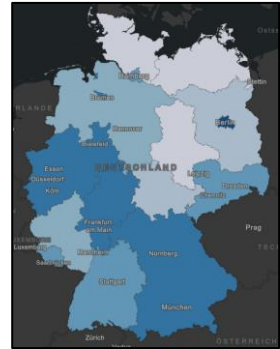 Hamburg
Stettin
Bremen
Berlin
Hannover
Bielefeld
DEUTSCHLAND
Essen
Düsseldorf
Köln
Leipzig
Dresden
Chemnitz
Frankfurt
am Main
Prag
Luxemburg
Mannheim
Saarbrücken
Nürnberg
Stuttgart
München
Zürich
ÖSTERREICH